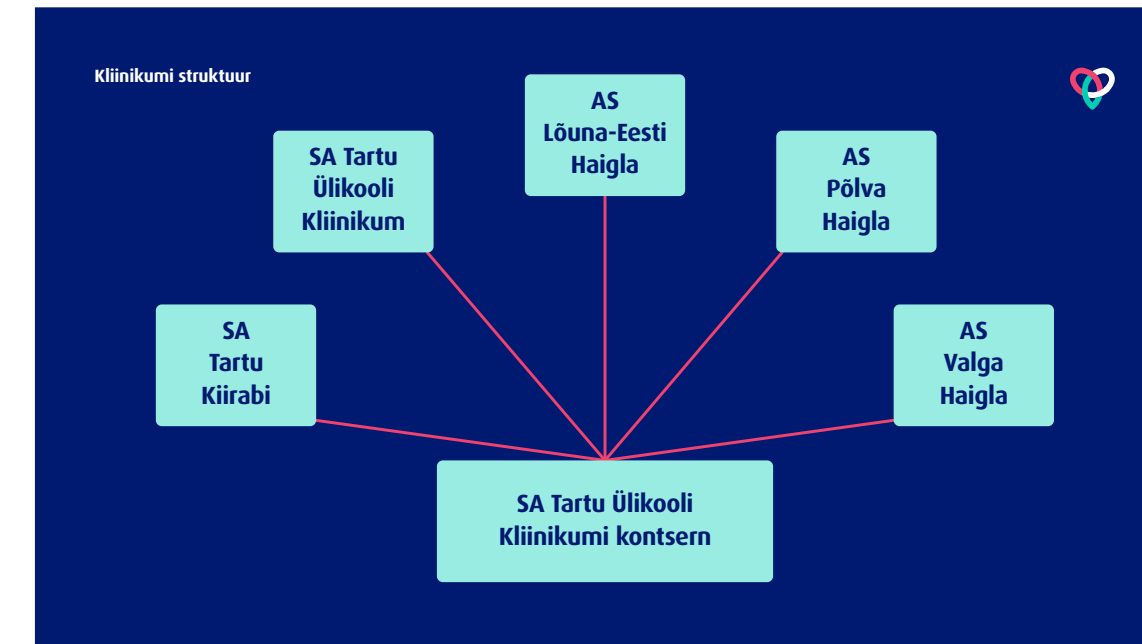 Kliinikumi struktuur
AS
Lõuna-Eesti
Haigla
SA Tartu
Ülikooli
Kliinikum
AS
Põlva
Haigla
SA
Tartu
Kiirabi
AS
Valga
Haigla
SA Tartu Ülikooli
Kliinikumi kontsern